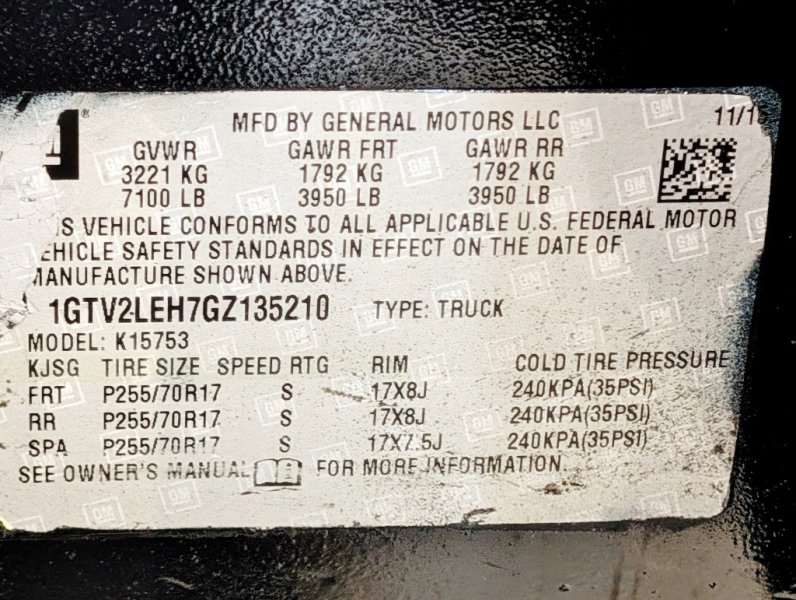 MFD BY GENERAL MOTORS LLC 11/1
GVWR GAWR FRT GAWR RR
3221 KG 1792 KG 1792 KG
7100 LB 3950 LB 3950 LB
S VEHICLE CONFORMS TO ALL APPLICABLE U.S. FEDERAL MOTOR
EHICLE SAFETY STANDARDS IN EFFECT ON THE DATE OF
MANUFACTURE SHOWN ABOVE.
1GTV2LEH7GZ135210 TYPE: TRUCK
MODEL: K15753
KJSG TIRE SIZE SPEED RTG RIM COLD TIRE PRESSURE
FRT P255/70R17 S 17X8J 240KPA(35PSI)
RR P255/70R17 S 17X8J 240KPA(35PSI)
SPA P255/70R17 S 17X7.5J 240KPA(35PSI)
SEE OWNER'S MANUAL FOR MORE INFORMATION.